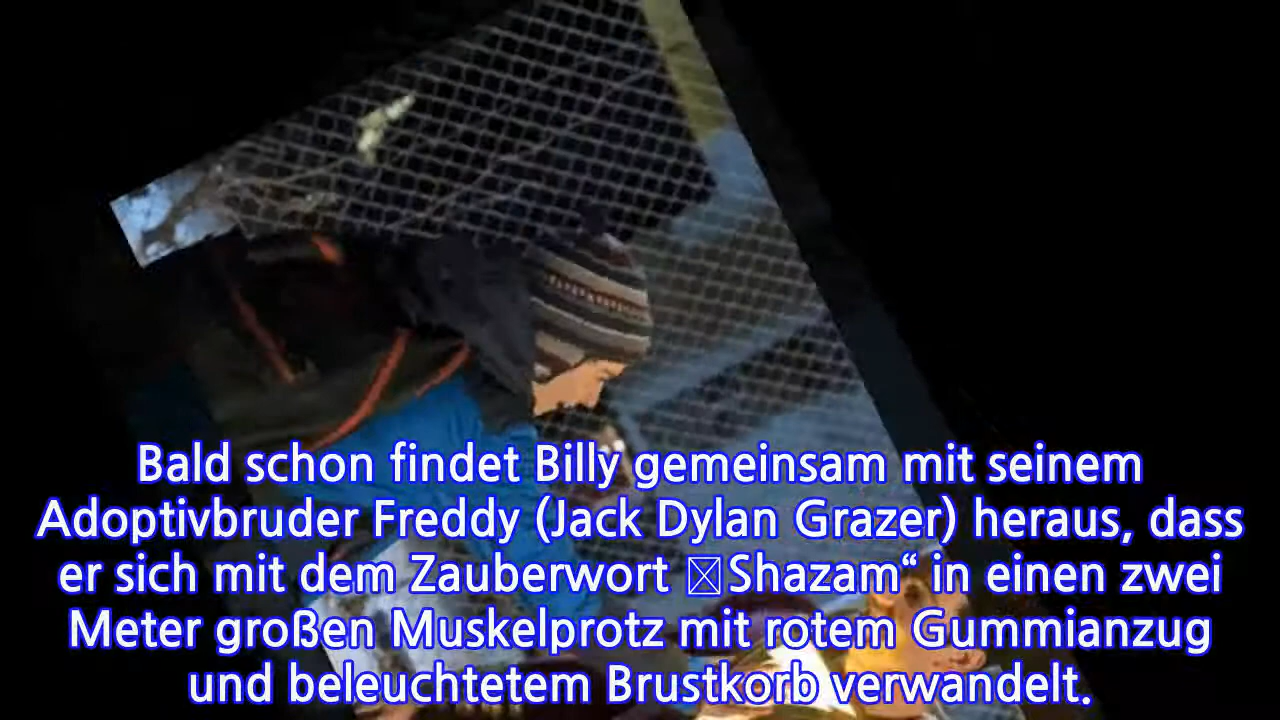 Bald schon findet Billy gemeinsam mit seinem
Adoptivbruder Freddy (Jack Dylan Grazer) heraus, dass
er sich mit dem Zauberwort Shazam“ in einen zwei
Meter großen Muskelprotz mit rotem Gummianzug
und beleuchtetem Brustkorb verwandelt.